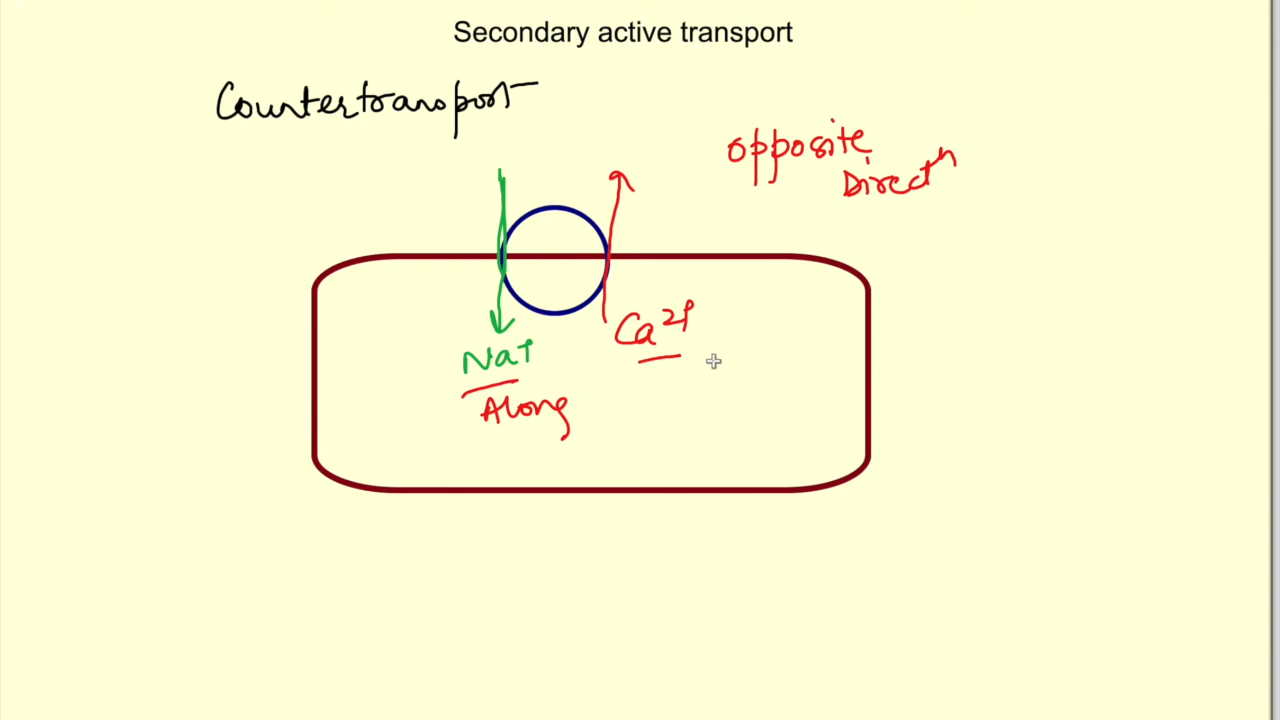 Secondary active transport
Countertransport
opposite
Directⁿ
Ca²⁺
Na⁺
Along